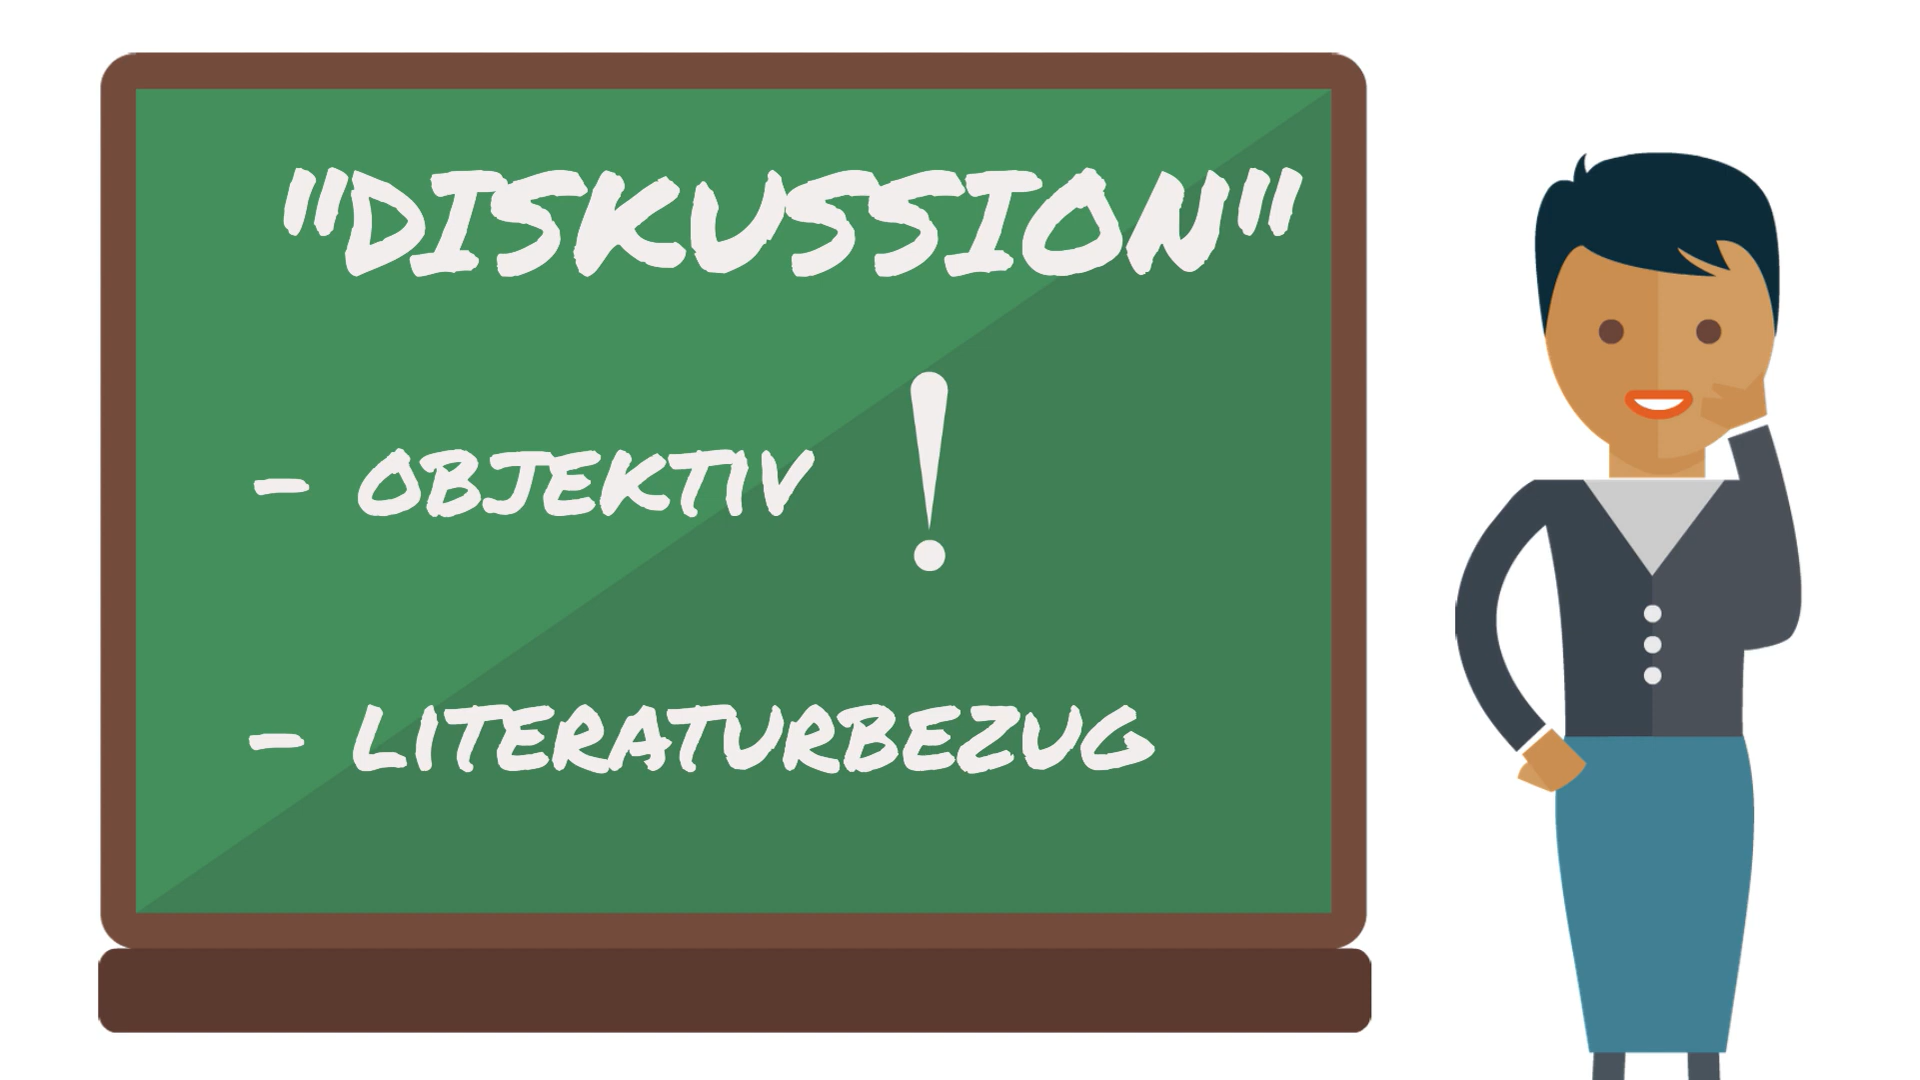 "DISKUSSION"
- OBJEKTIV !
- LITERATURBEZUG